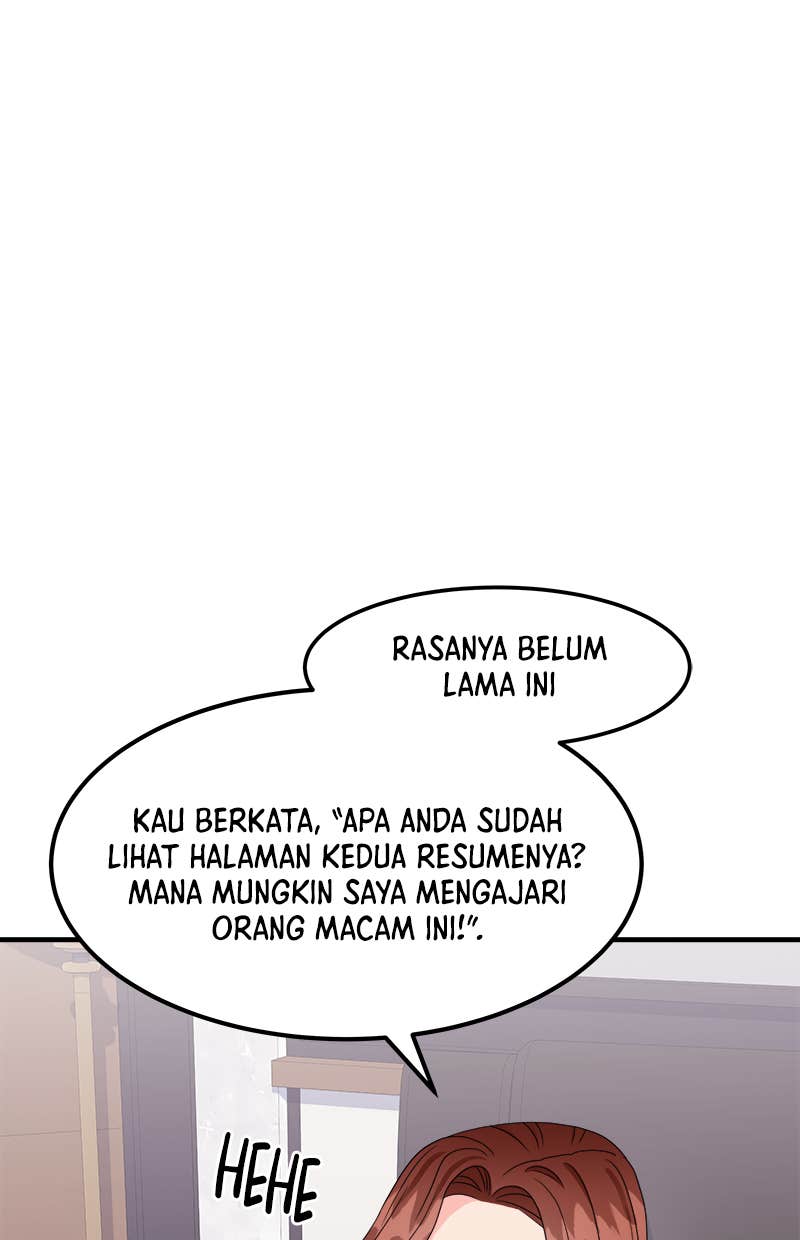 RASANYA BELUM
LAMA INI
KAU BERKATA, "APA ANDA SUDAH
LIHAT HALAMAN KEDUA RESUMENYA?
MANA MUNGKIN SAYA MENGAJARI
ORANG MACAM INI!".
HEHE